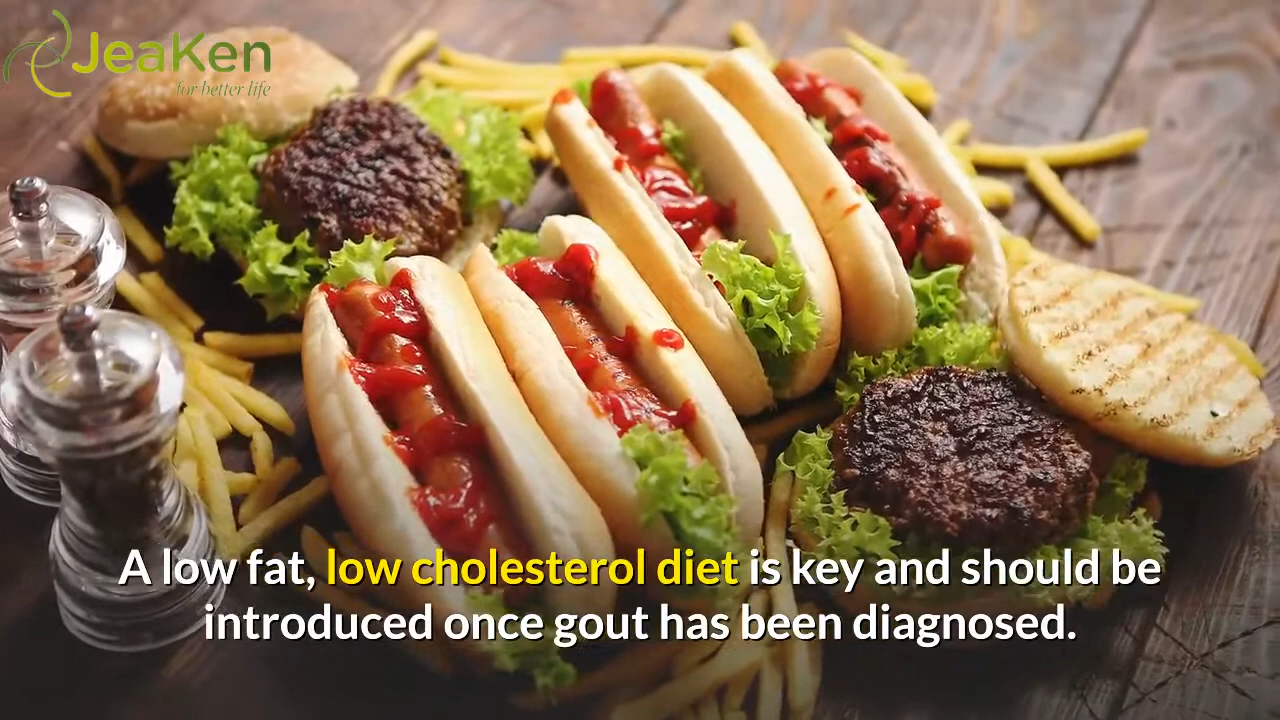 JeaKen
for better life
A low fat, low cholesterol diet is key and should be
introduced once gout has been diagnosed.